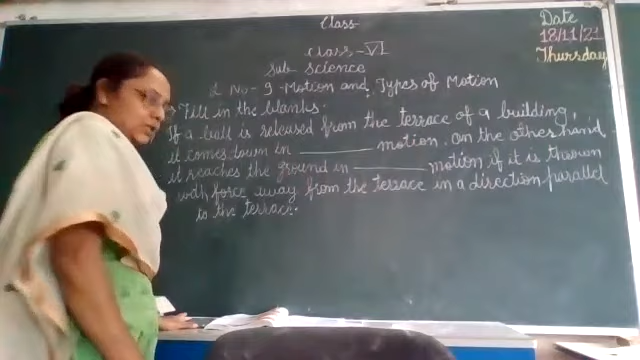 Class
Date
18/11/21
Thursday
Class - VI
Sub Science
L No - 9 - Motion and Types of Motion
Fill in the blanks.
If a ball is released from the terrace of a building,
it comes down in ________ motion. On the other hand
it reaches the ground in ________ motion if it is thrown
with force away from the terrace in a direction parallel
to the terrace.